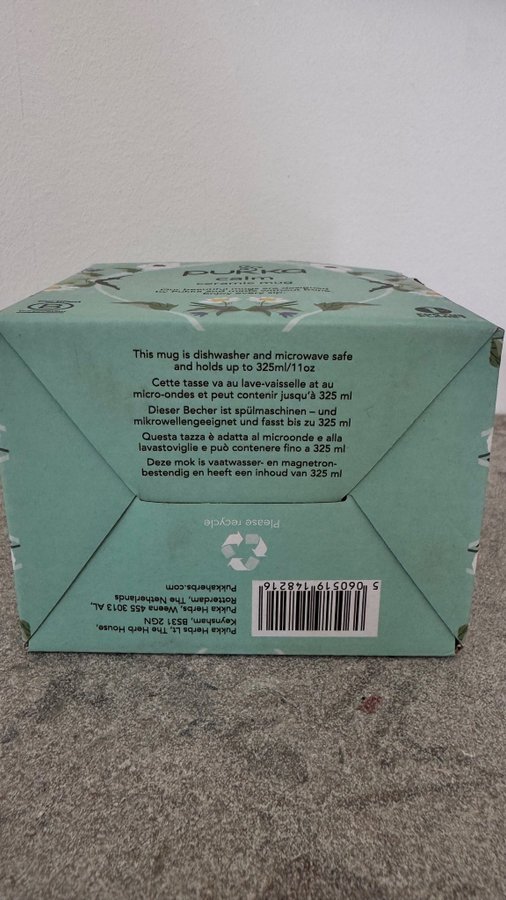 pukka
calm
ceramic mug
This mug is dishwasher and microwave safe
and holds up to 325ml/11oz
Cette tasse va au lave-vaisselle at au
micro-ondes et peut contenir jusqu'à 325 ml
Dieser Becher ist spülmaschinen – und
mikrowellengeeignet und fasst bis zu 325 ml
Questa tazza è adatta al microonde e alla
lavastoviglie e può contenere fino a 325 ml
Deze mok is vaatwasser- en magnetron-
bestendig en heeft een inhoud van 325 ml
Please recycle
5 060519 148216
Pukka Herbs Lt, The Herb House,
Keynsham, BS31 2GN
Pukka Herbs, Weena 455 3013 AL,
Rotterdam, The Netherlands
Pukkaherbs.com